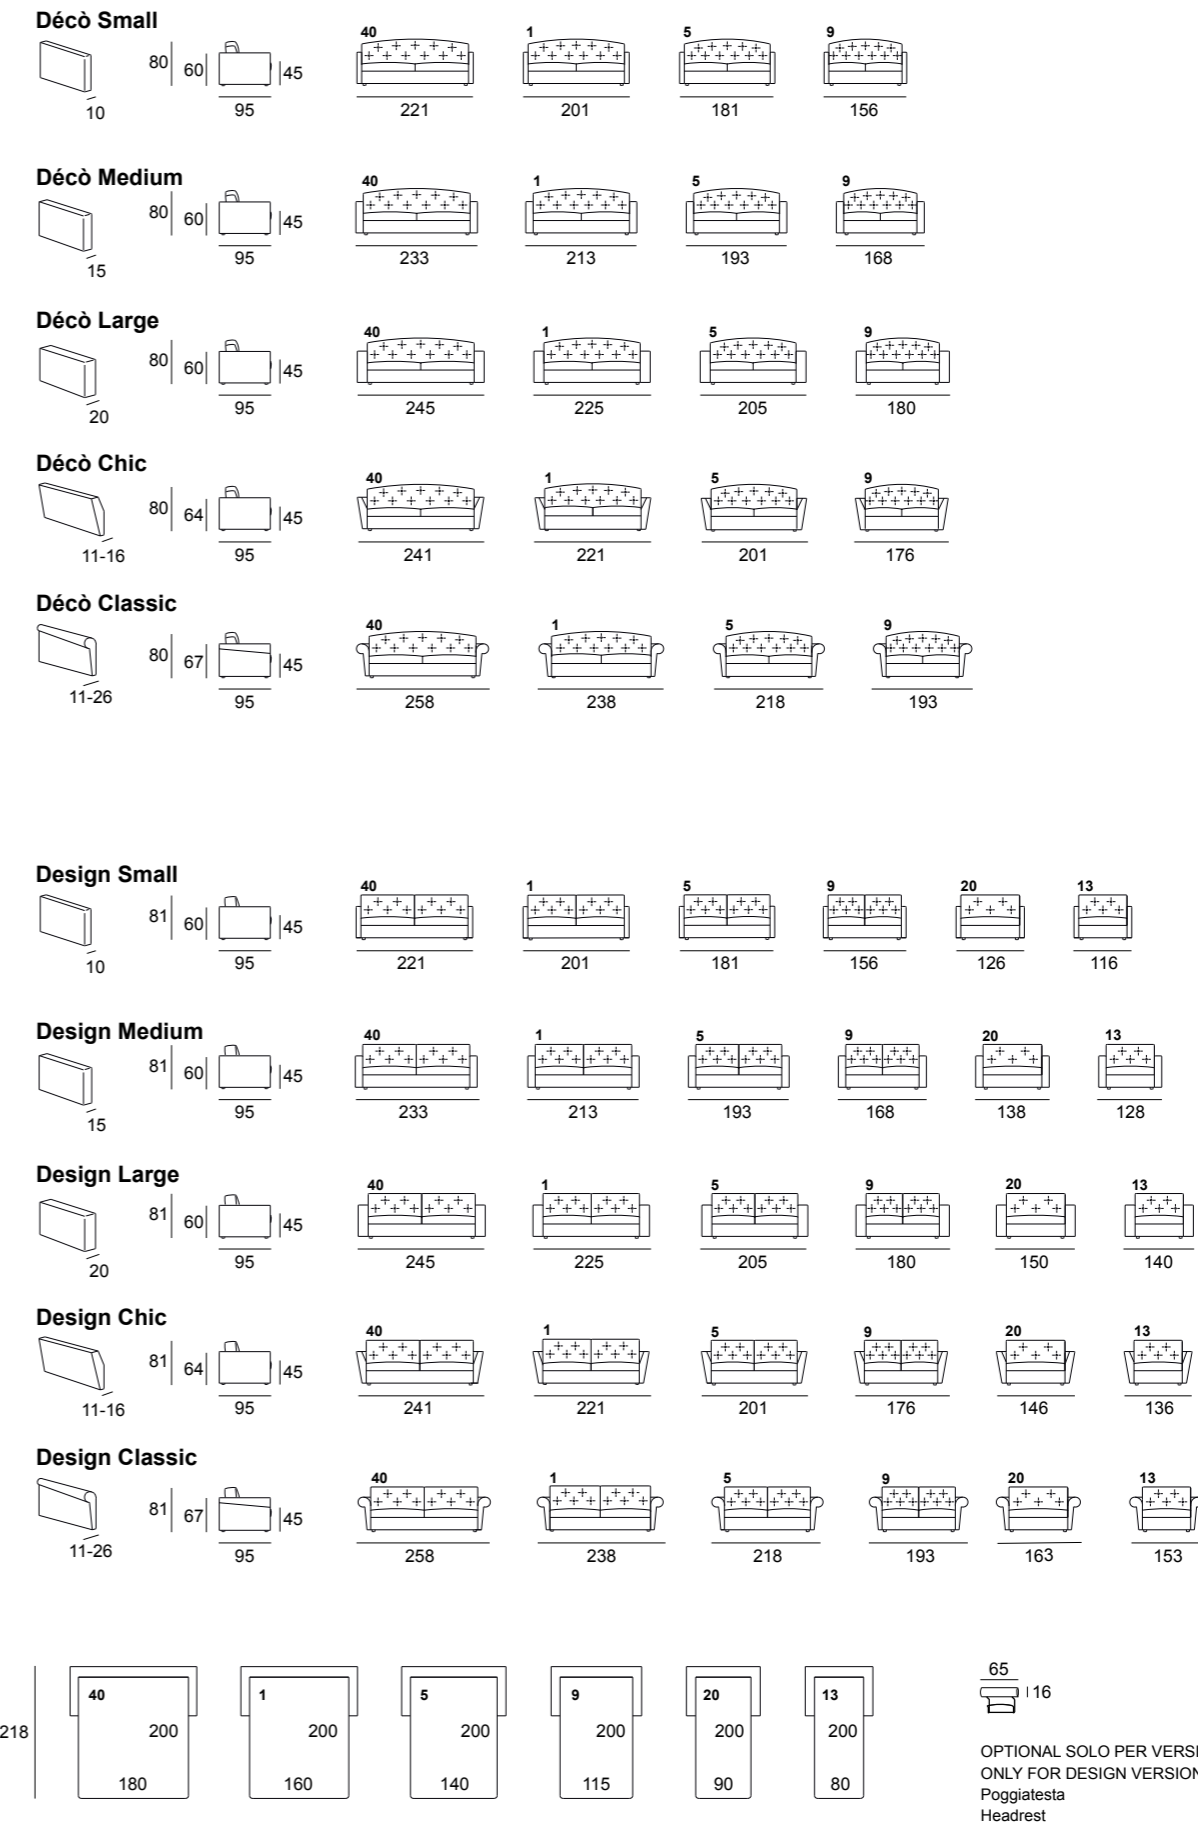 Décò Small
40 1 5 9
80 60 45
10 95 221 201 181 156
Décò Medium
40 1 5 9
80 60 45
15 95 233 213 193 168
Décò Large
40 1 5 9
80 60 45
20 95 245 225 205 180
Décò Chic
40 1 5 9
80 64 45
11-16 95 241 221 201 176
Décò Classic
40 1 5 9
80 67 45
11-26 95 258 238 218 193
Design Small
40 1 5 9 20 13
81 60 45
10 95 221 201 181 156 126 116
Design Medium
40 1 5 9 20 13
81 60 45
15 95 233 213 193 168 138 128
Design Large
40 1 5 9 20 13
81 60 45
20 95 245 225 205 180 150 140
Design Chic
40 1 5 9 20 13
81 64 45
11-16 95 241 221 201 176 146 136
Design Classic
40 1 5 9 20 13
81 67 45
11-26 95 258 238 218 193 163 153
40 1 5 9 20 13
218 200 200 200 200 200 200
180 160 140 115 90 80
65
16
OPTIONAL SOLO PER VERSI
ONLY FOR DESIGN VERSION
Poggiatesta
Headrest